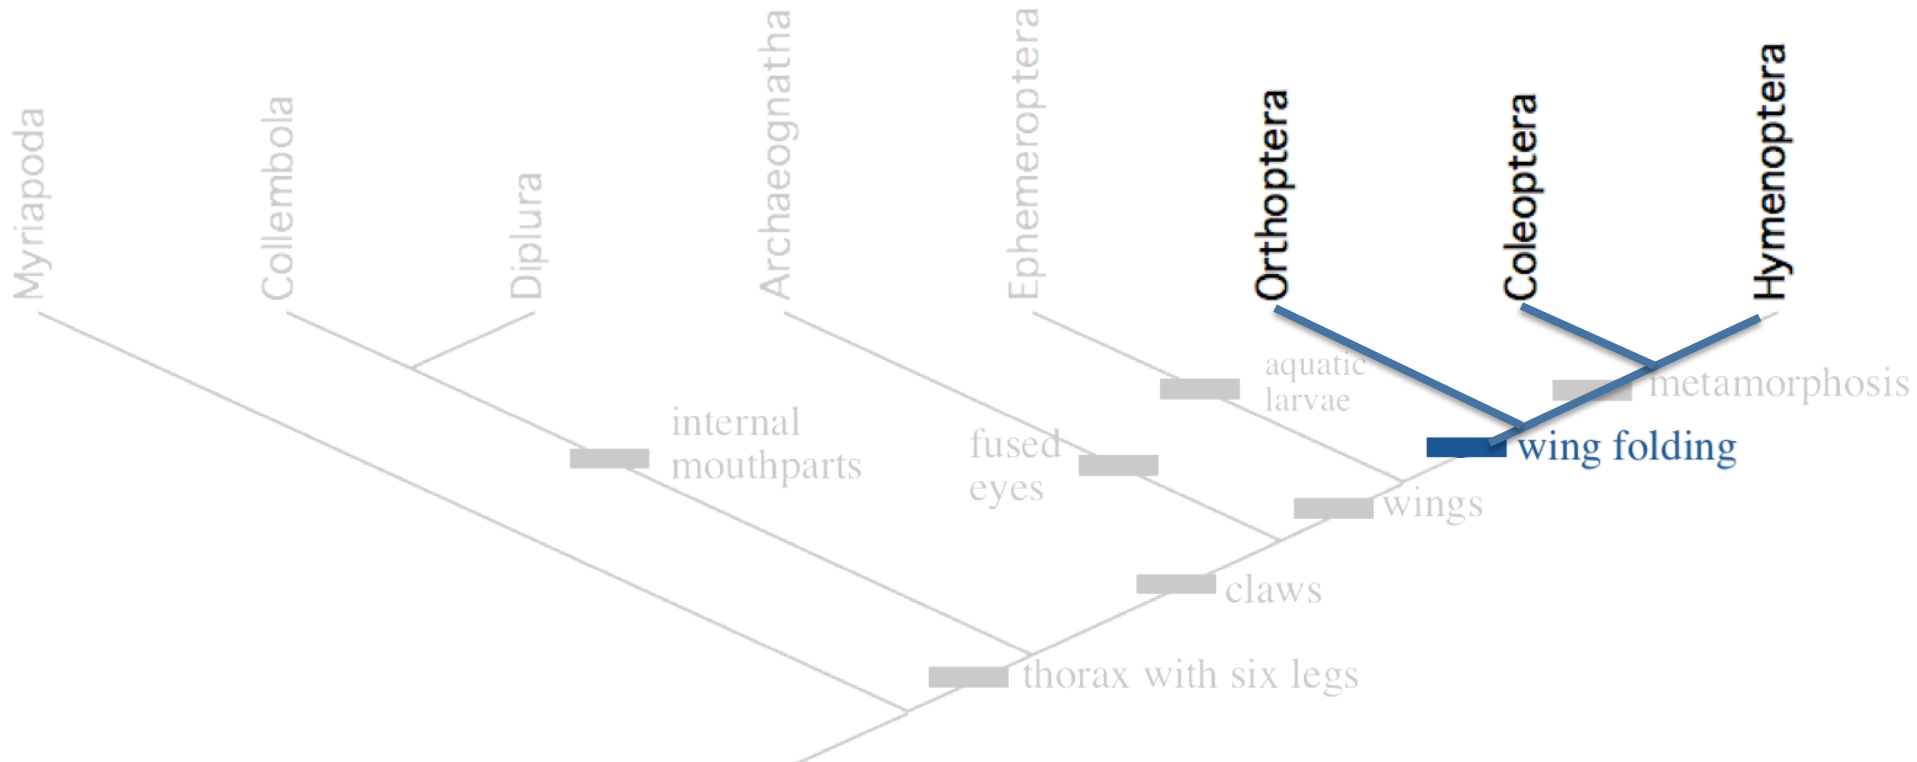 Myriapoda
Collembola
Diplura
Archaeognatha
Ephemeroptera
Orthoptera
Coleoptera
Hymenoptera
aquatic
larvae
metamorphosis
internal
mouthparts
fused
eyes
wing folding
wings
claws
thorax with six legs